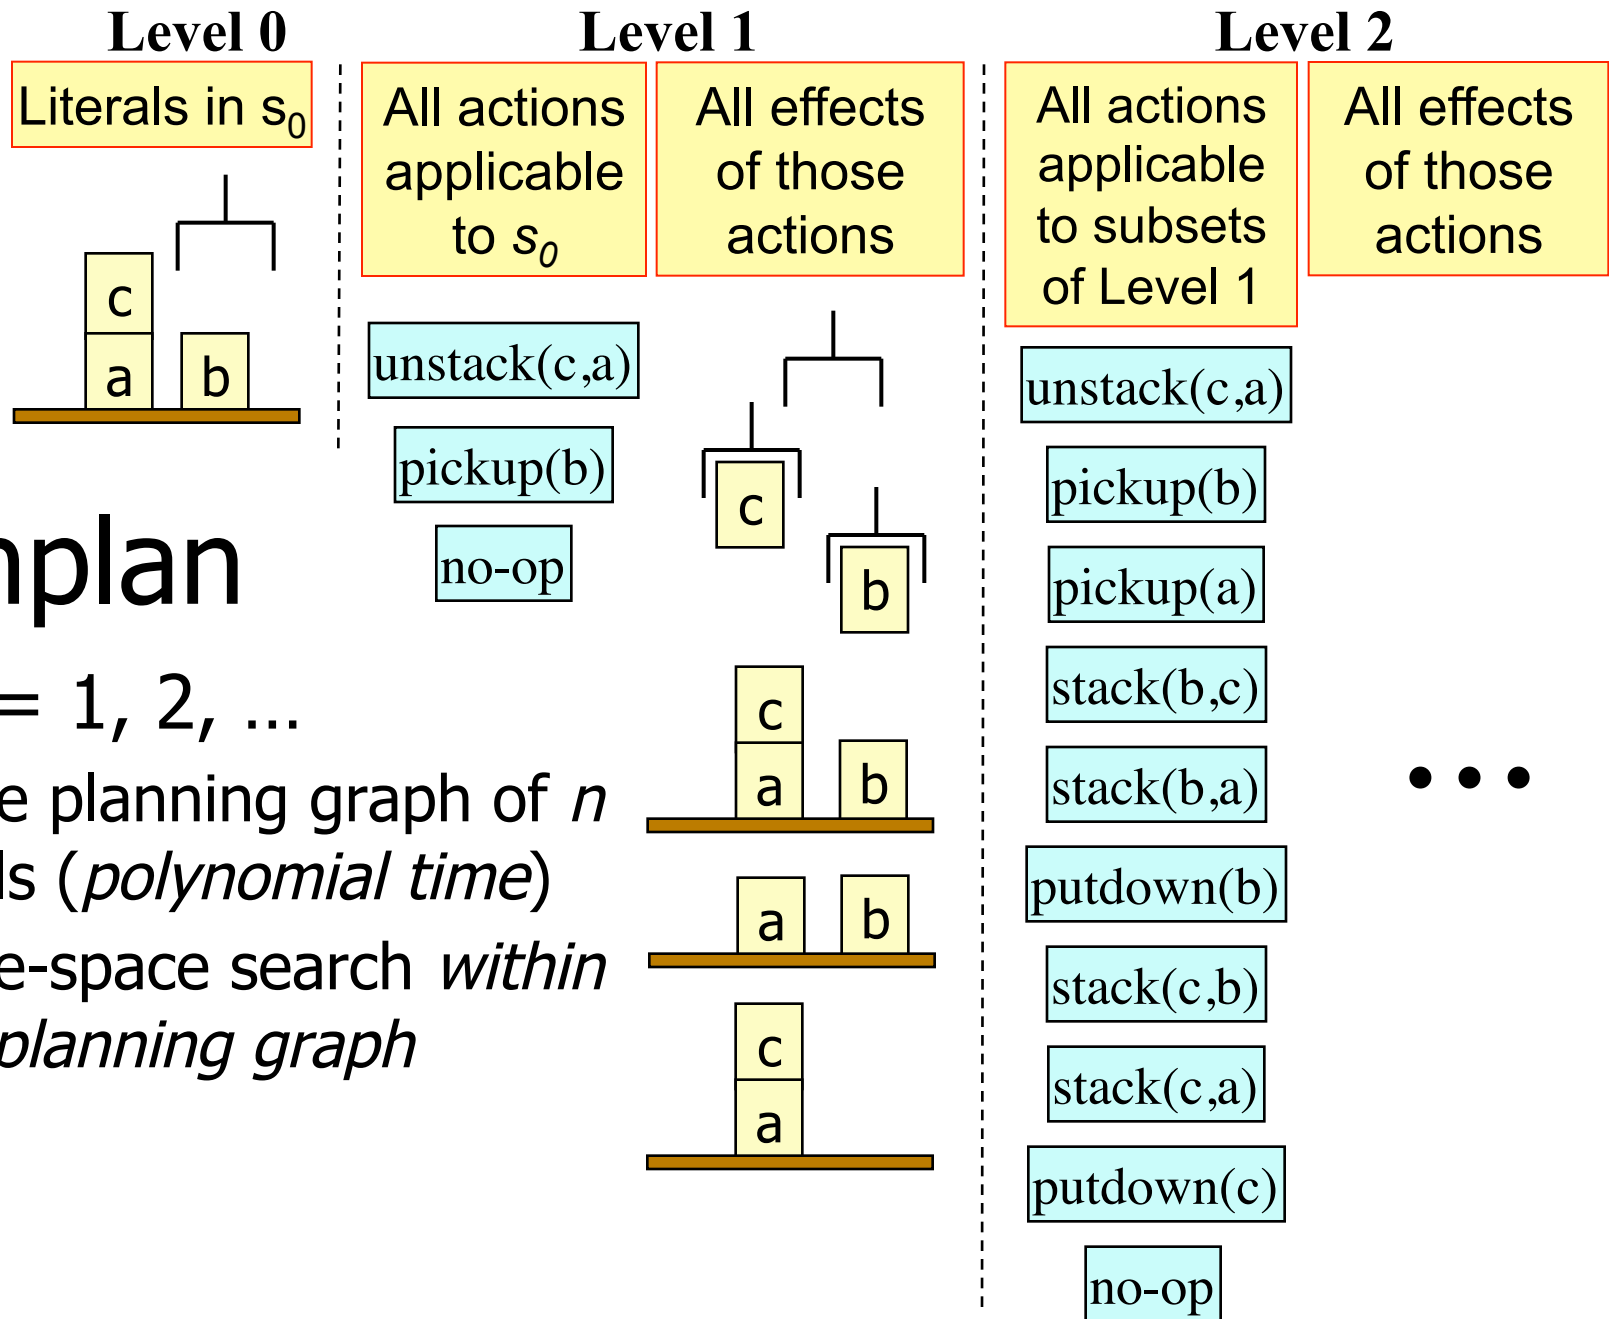 Level 0
Literals in s0
c
a b
Level 1
All actions
applicable
to s0
unstack(c,a)
pickup(b)
no-op
All effects
of those
actions
c
b
c
a b
a b
c
a
Level 2
All actions
applicable
to subsets
of Level 1
unstack(c,a)
pickup(b)
pickup(a)
stack(b,c)
stack(b,a)
putdown(b)
stack(c,b)
stack(c,a)
putdown(c)
no-op
All effects
of those
actions
• • •
nplan
= 1, 2, …
e planning graph of n
ls (polynomial time)
e-space search within
planning graph